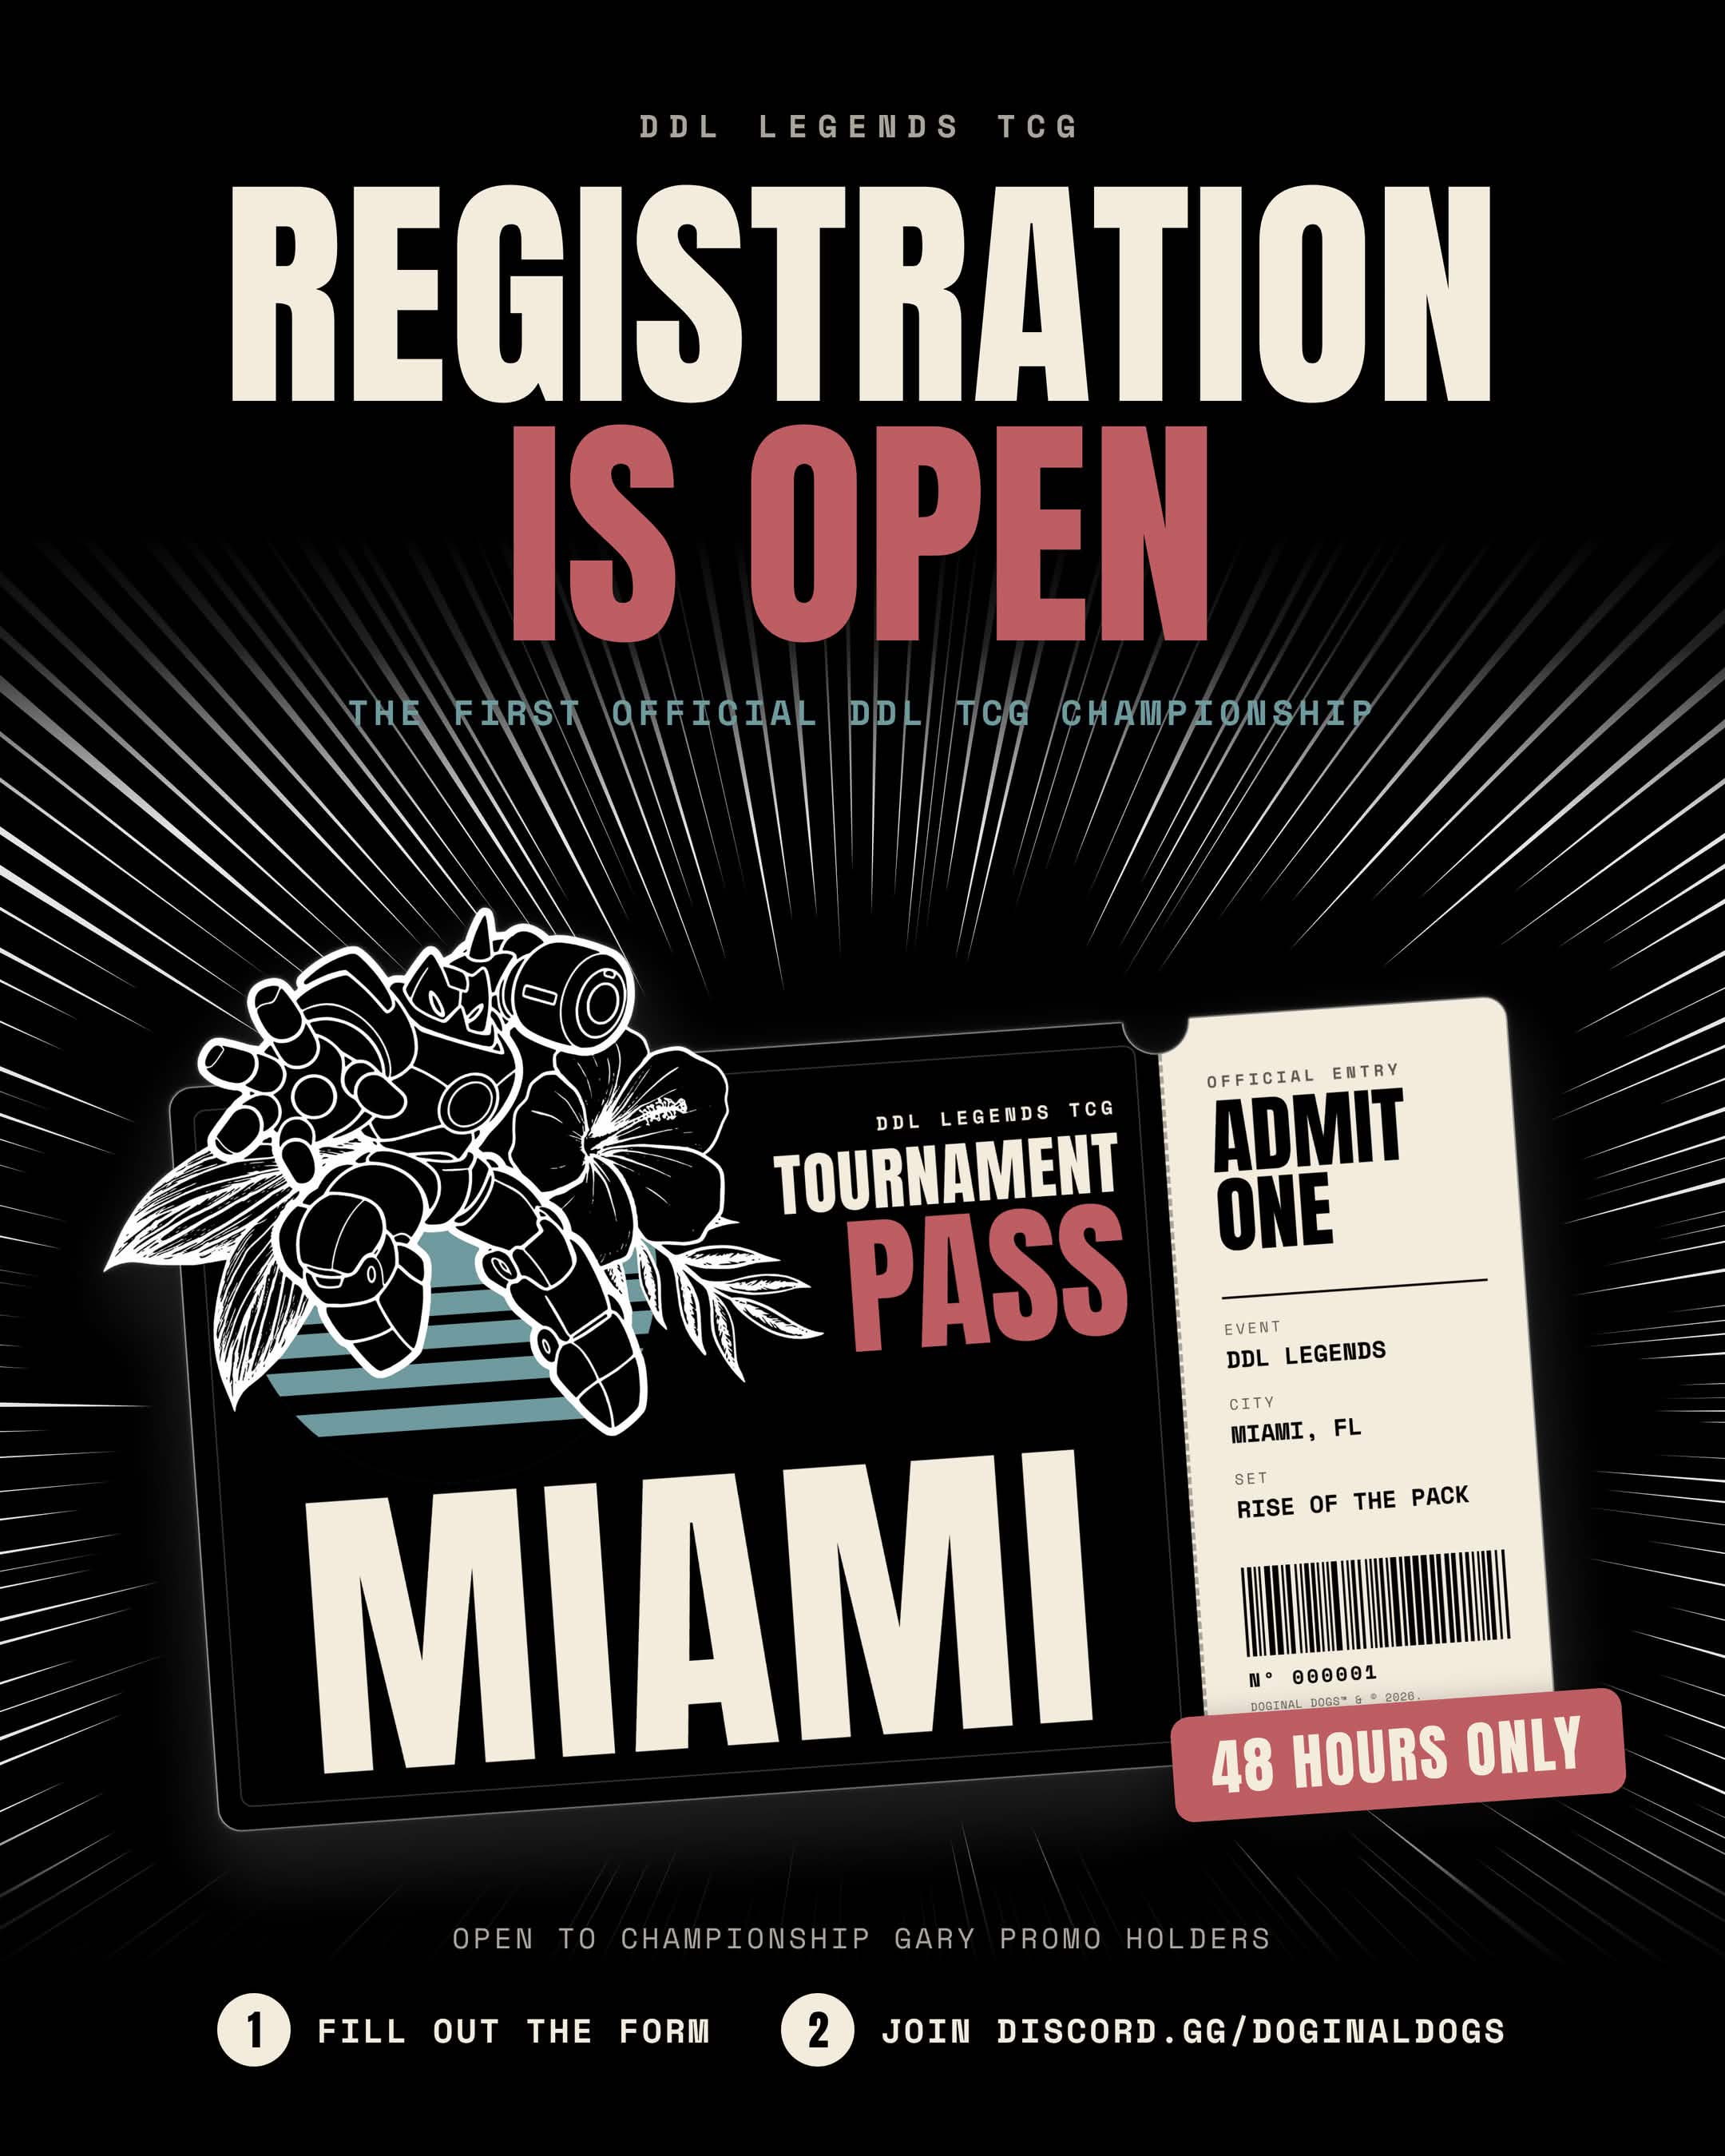 DDL LEGENDS TCG
REGISTRATION
IS OPEN
THE FIRST OFFICIAL DDL TCG CHAMPIONSHIP
DDL LEGENDS TCG
TOURNAMENT
PASS
MIAMI
OFFICIAL ENTRY
ADMIT
ONE
EVENT
DDL LEGENDS
CITY
MIAMI, FL
SET
RISE OF THE PACK
N° 000001
DOGINAL DOGS™ & © 2026.
48 HOURS ONLY
OPEN TO CHAMPIONSHIP GARY PROMO HOLDERS
1 FILL OUT THE FORM
2 JOIN DISCORD.GG/DOGINALDOGS